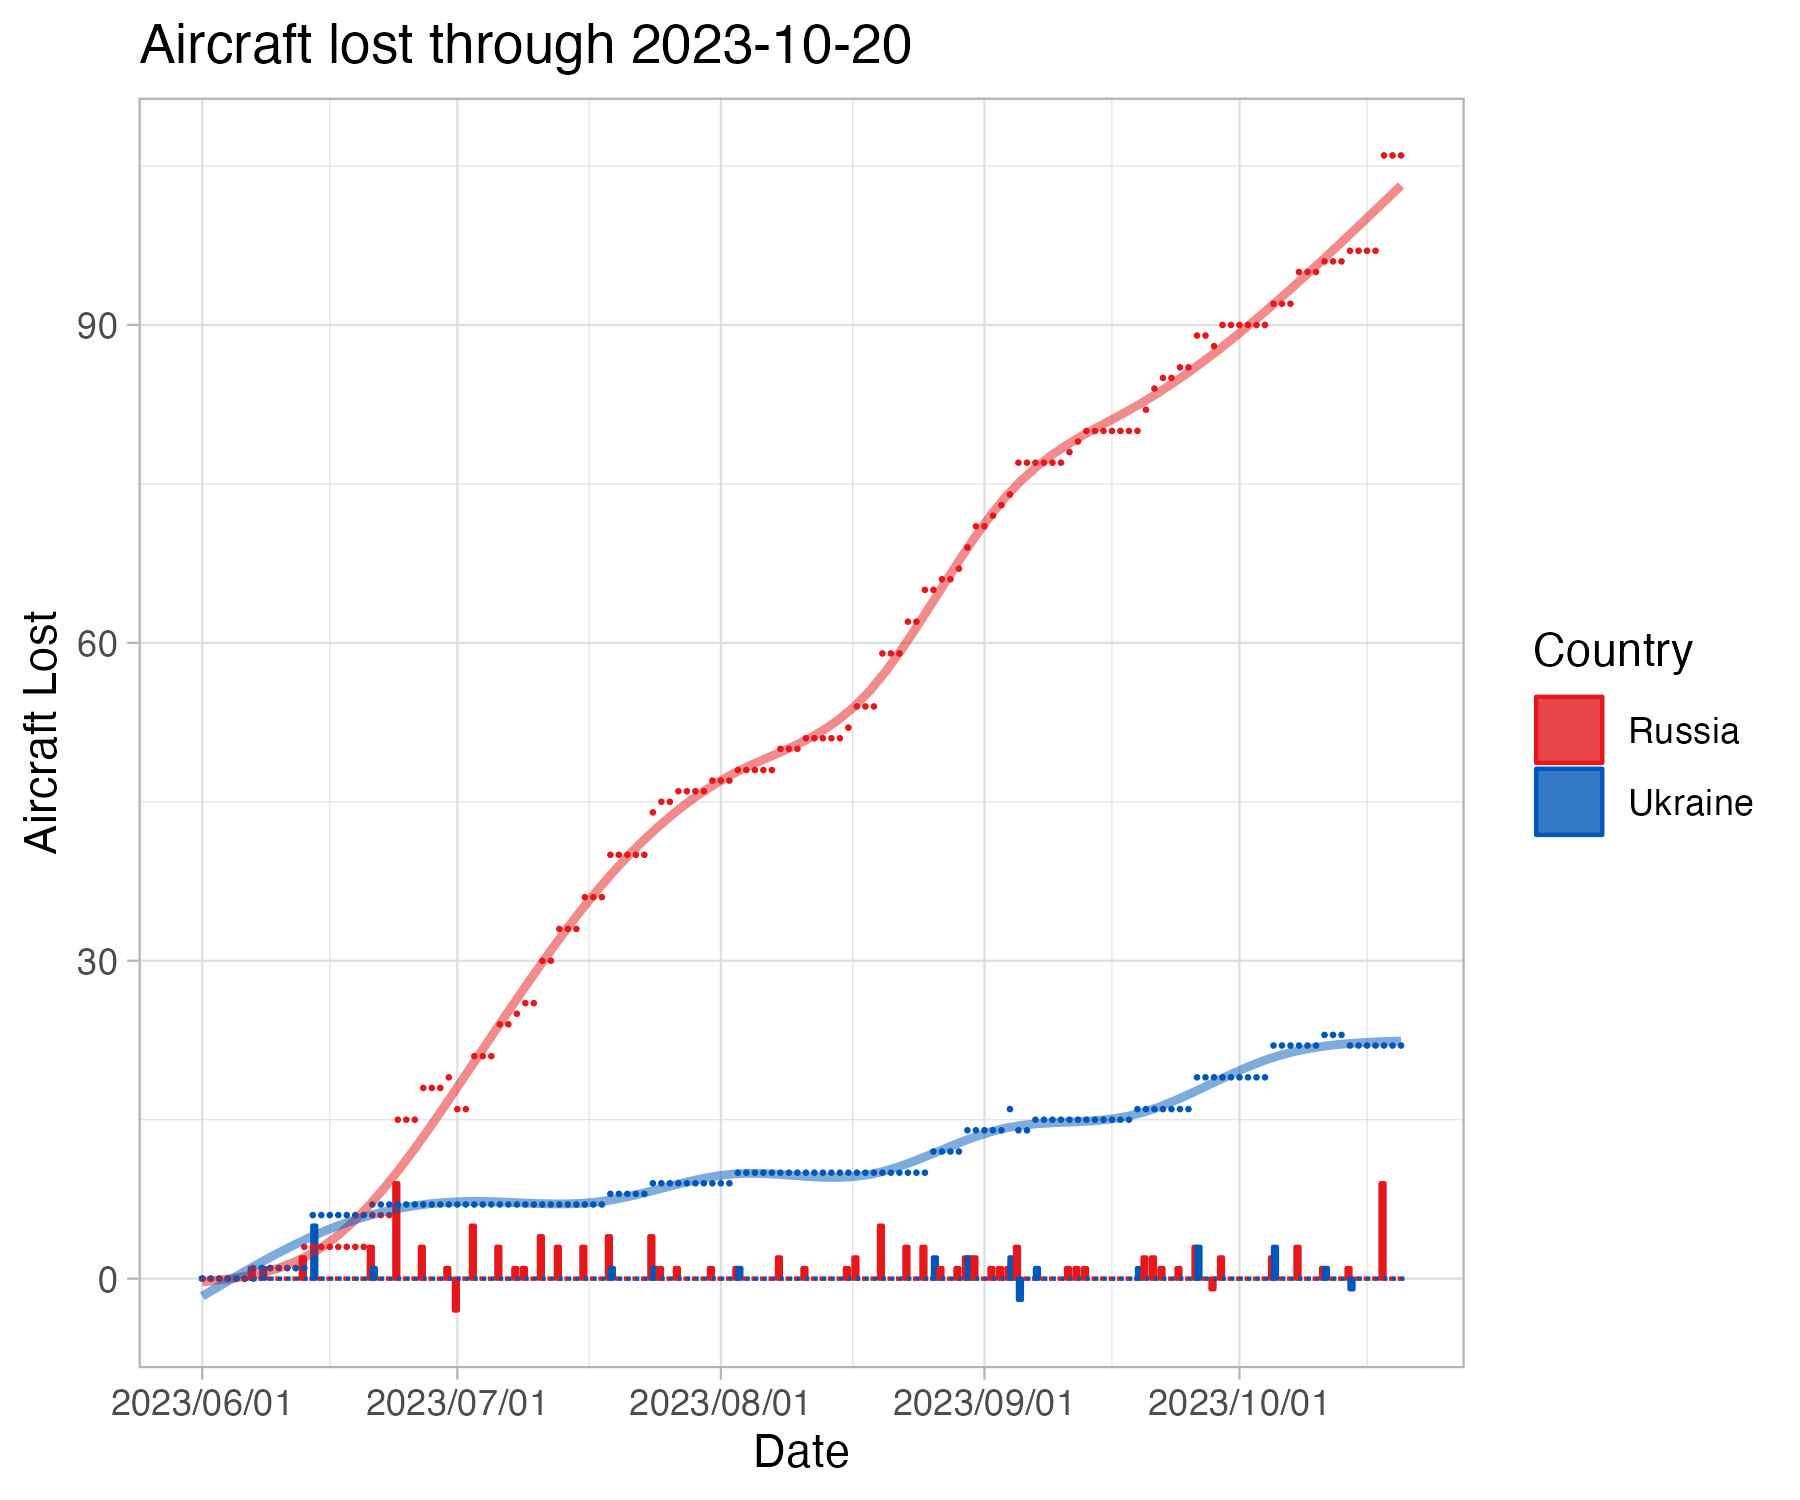 Aircraft lost through 2023-10-20
Aircraft Lost
90
60
30
0
2023/06/01 2023/07/01 2023/08/01 2023/09/01 2023/10/01
Date
Country
Russia
Ukraine